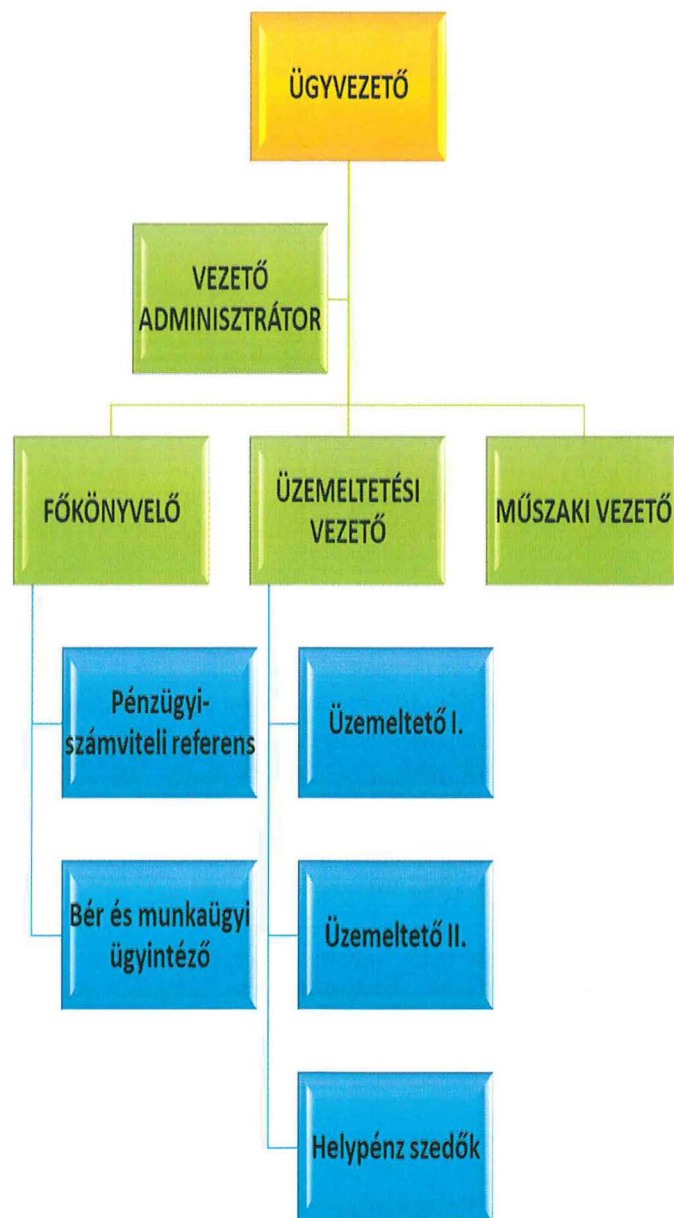 ÜGYVEZETŐ
VEZETŐ
ADMINISZTRÁTOR
FŐKÖNYVELŐ
ÜZEMELTETÉSI
VEZETŐ
MŰSZAKI VEZETŐ
Pénzügyi-
számviteli referens
Üzemeltető I.
Bér és munkaügyi
ügyintéző
Üzemeltető II.
Helypénz szedők